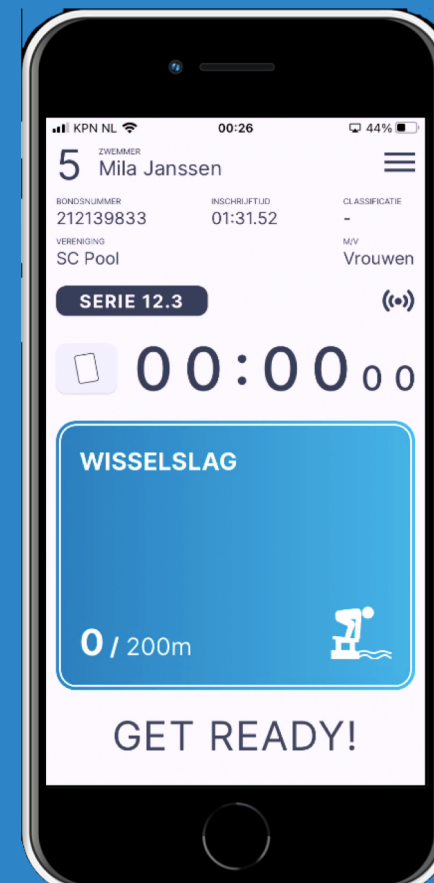 KPN NL 00:26 44%
5 ZWEMMER
Mila Janssen
BONDSNUMMER INSCHRIJFTIJD CLASSIFICATIE
212139833 01:31.52 -
VERENIGING M/V
SC Pool Vrouwen
SERIE 12.3
00:00 00
WISSELSLAG
0 / 200m
GET READY!